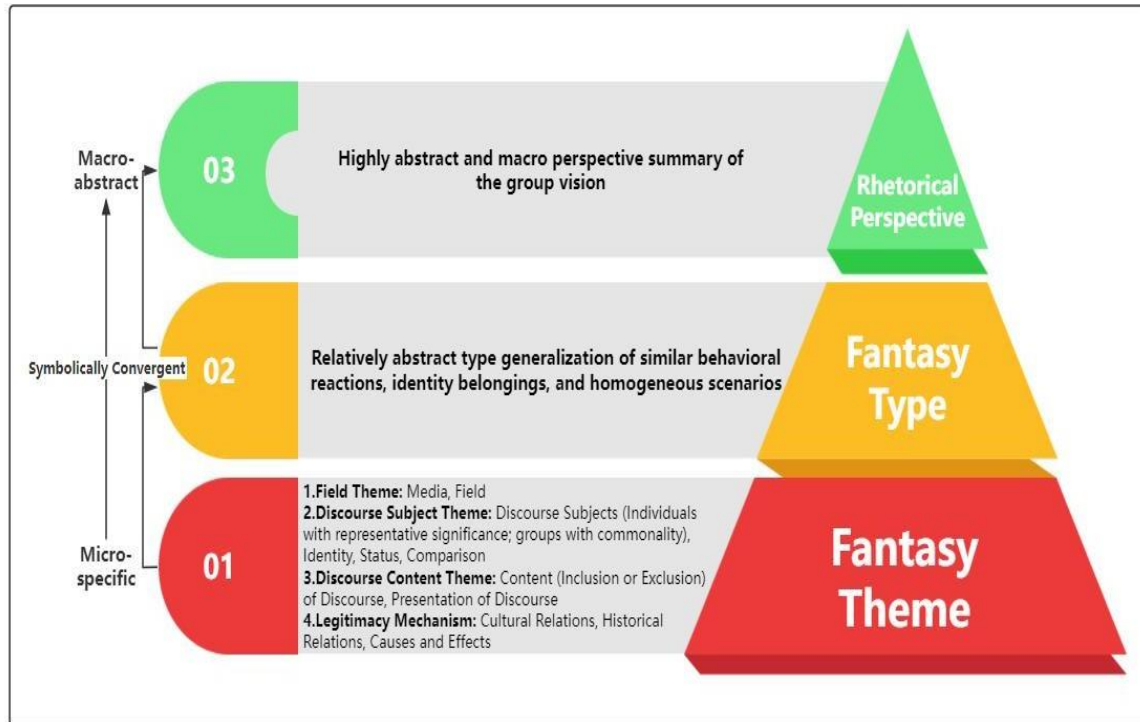 Macro-
abstract
03
Highly abstract and macro perspective summary of
the group vision
Rhetorical
Perspective
Symbolically Convergent
02
Relatively abstract type generalization of similar behavioral
reactions, identity belongings, and homogeneous scenarios
Fantasy
Type
Micro-
specific
01
1.Field Theme: Media, Field
2.Discourse Subject Theme: Discourse Subjects (Individuals
with representative significance; groups with commonality),
Identity, Status, Comparison
3.Discourse Content Theme: Content (Inclusion or Exclusion)
of Discourse, Presentation of Discourse
4.Legitimacy Mechanism: Cultural Relations, Historical
Relations, Causes and Effects
Fantasy
Theme